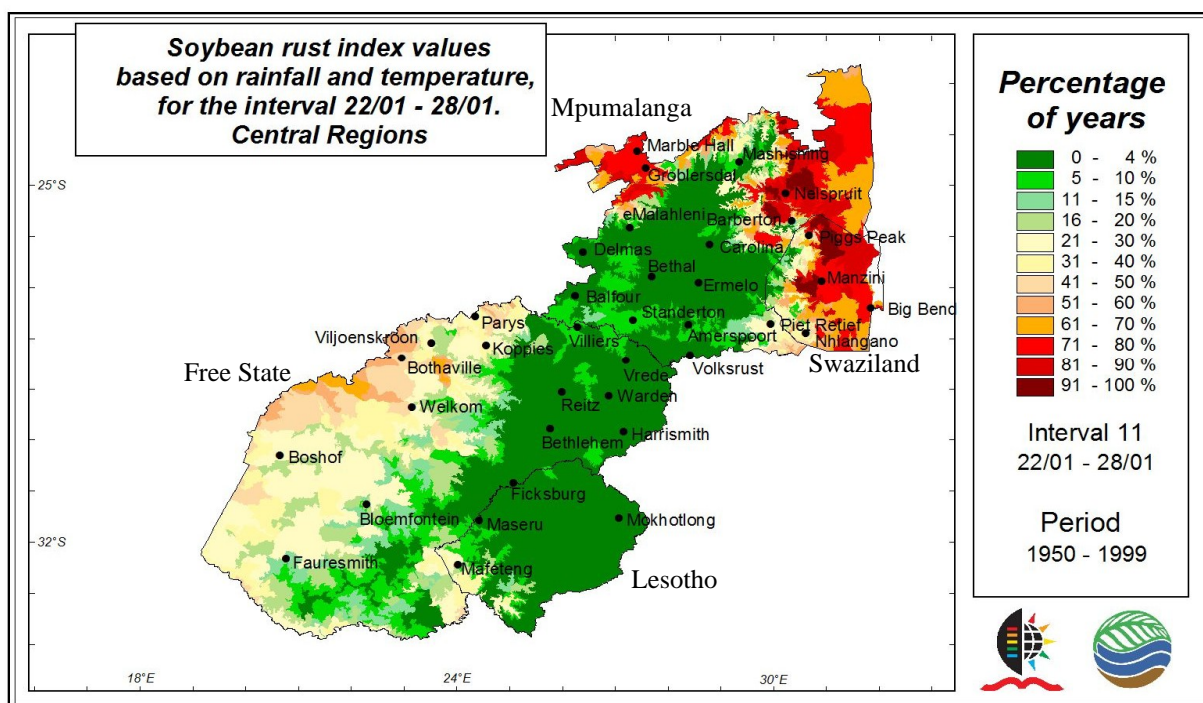 Soybean rust index values
based on rainfall and temperature,
for the interval 22/01 - 28/01.
Central Regions
Mpumalanga
Marble Hall
Mashishing
Groblersdal
25°S
Nelspruit
eMalahleni
Barberton
Piggs Peak
Delmas
Carolina
Bethal
Ermelo
Manzini
Balfour
Big Bend
Standerton
Parys
Piet Retief
Viljoenskroon
Villiers
Amerspoort
Nhlangano
Koppies
Volksrust
Swaziland
Free State
Bothaville
Vrede
Reitz
Warden
Welkom
Bethlehem
Harrismith
Boshof
Ficksburg
Bloemfontein
Maseru
Mokhotlong
32°S
Fauresmith
Mafeteng
Lesotho
18°E
24°E
30°E
Percentage
of years
0 - 4 %
5 - 10 %
11 - 15 %
16 - 20 %
21 - 30 %
31 - 40 %
41 - 50 %
51 - 60 %
61 - 70 %
71 - 80 %
81 - 90 %
91 - 100 %
Interval 11
22/01 - 28/01
Period
1950 - 1999